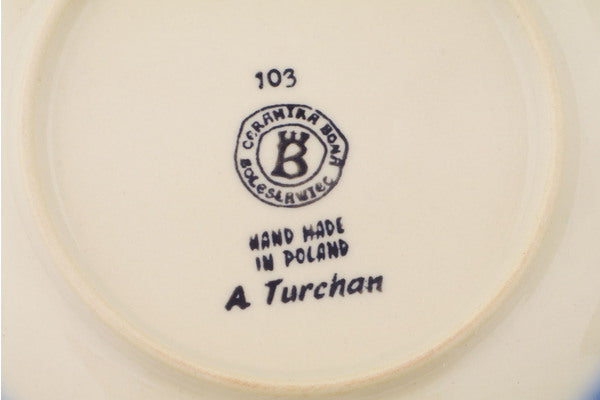 103
CERAMIKA BONA
B
BOLESŁAWIEC
HAND MADE
IN POLAND
A Turchan